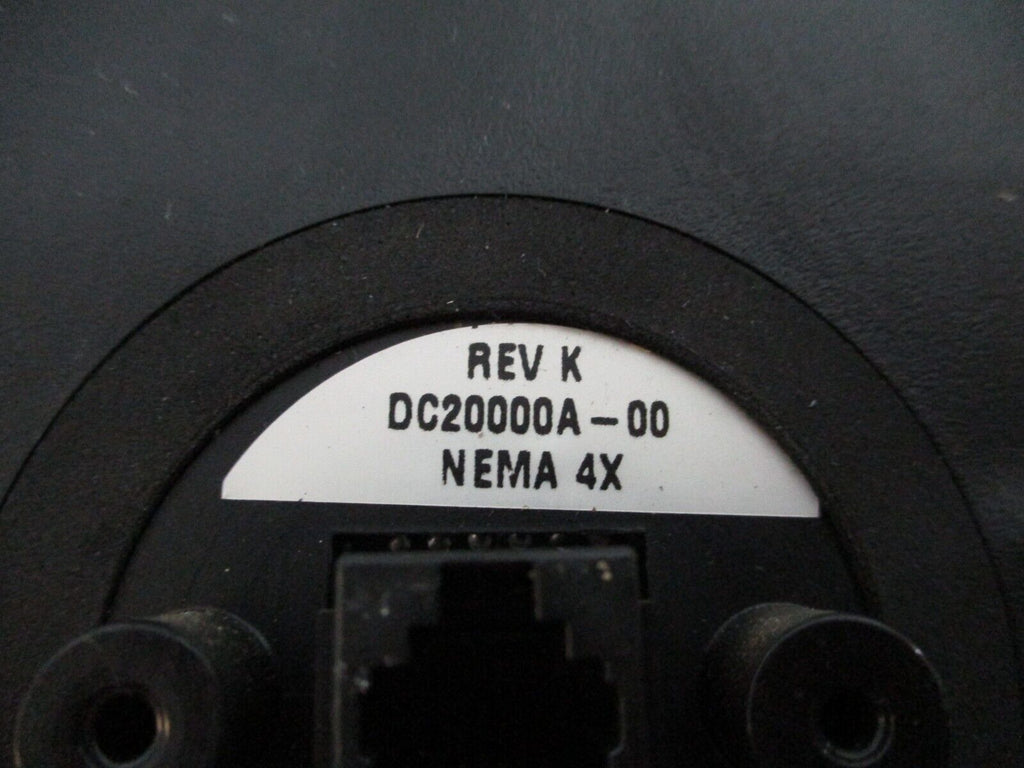 REV K
DC20000A-00
NEMA 4X